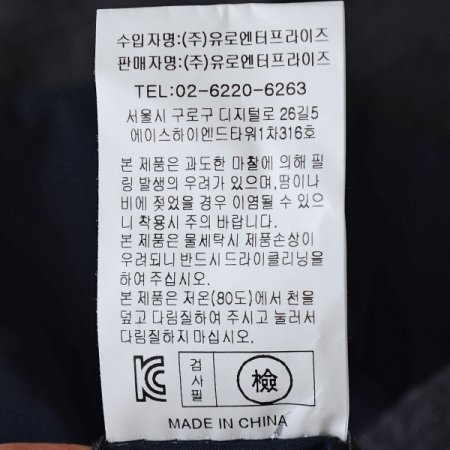 수입자명:(주)유로엔터프라이즈
판매자명:(주)유로엔터프라이즈
TEL:02-6220-6263
서울시 구로구 디지털로 26길5
에이스하이엔드타워1차316호
본 제품은 과도한 마찰에 의해 필
링 발생의 우려가 있으며,땀이나
비에 젖었을 경우 이염될 수 있으
니 착용시 주의 바랍니다.
본 제품은 물세탁시 제품손상이
우려되니 반드시드라이클리닝을
하여 주십시오.
본 제품은 저온(80도)에서 천을
덮고 다림질하여 주시고 눌러서
다림질하지 마십시오.
KC
검사필
檢
MADE IN CHINA